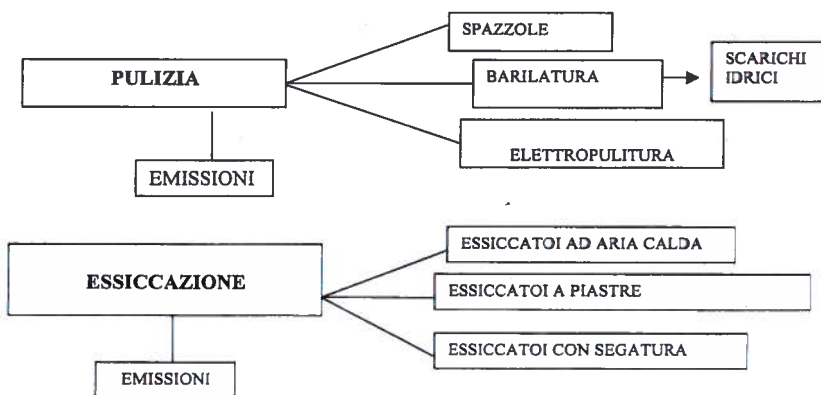 SPAZZOLE
PULIZIA
BARILATURA
SCARICHI
IDRICI
ELETTROPULITURA
EMISSIONI
ESSICCATOI AD ARIA CALDA
ESSICCAZIONE
ESSICCATOI A PIASTRE
ESSICCATOI CON SEGATURA
EMISSIONI